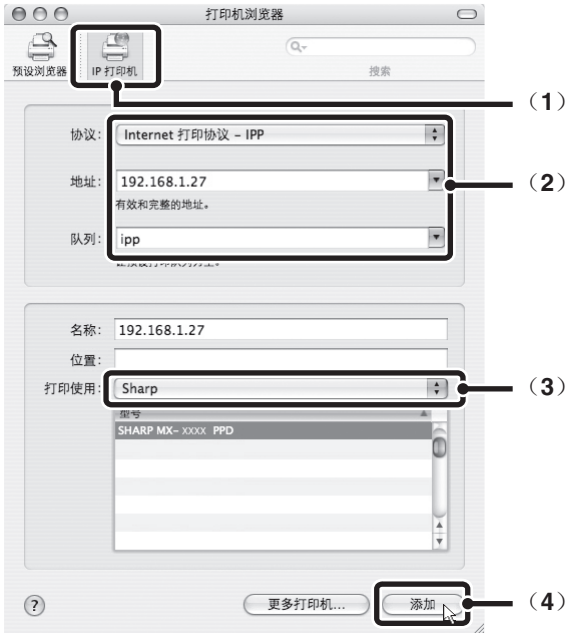 打印机浏览器
预设浏览器
IP 打印机
搜索
(1)
协议: Internet 打印协议 – IPP
地址: 192.168.1.27
(2)
有效和完整的地址。
队列: ipp
名称: 192.168.1.27
位置:
打印使用: Sharp
(3)
型号
SHARP MX- XXXX PPD
? 更多打印机... 添加
(4)